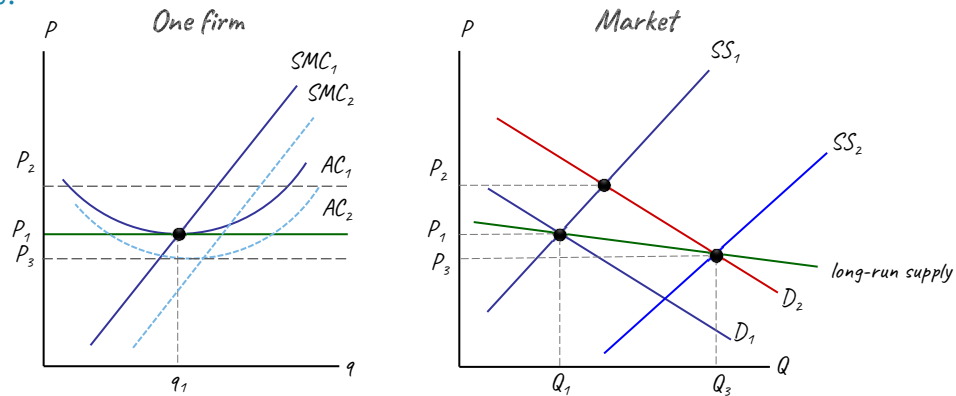 One firm
P
SMC1
SMC2
P2
AC1
AC2
P1
P3
q
q1
Market
P
SS1
SS2
P2
P1
P3
long-run supply
D2
D1
Q
Q1
Q3